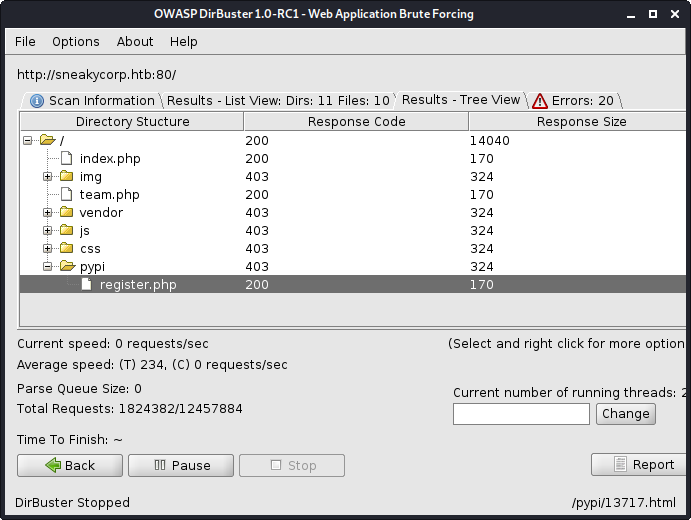 OWASP DirBuster 1.0-RC1 - Web Application Brute Forcing
File Options About Help
http://sneakycorp.htb:80/
Scan Information Results - List View: Dirs: 11 Files: 10 Results - Tree View Errors: 20
Directory Stucture Response Code Response Size
/ 200 14040
index.php 200 170
img 403 324
team.php 200 170
vendor 403 324
js 403 324
css 403 324
pypi 403 324
register.php 200 170
Current speed: 0 requests/sec (Select and right click for more option
Average speed: (T) 234, (C) 0 requests/sec
Parse Queue Size: 0
Current number of running threads: 2
Total Requests: 1824382/12457884
Change
Time To Finish: ~
Back Pause Stop Report
DirBuster Stopped /pypi/13717.html